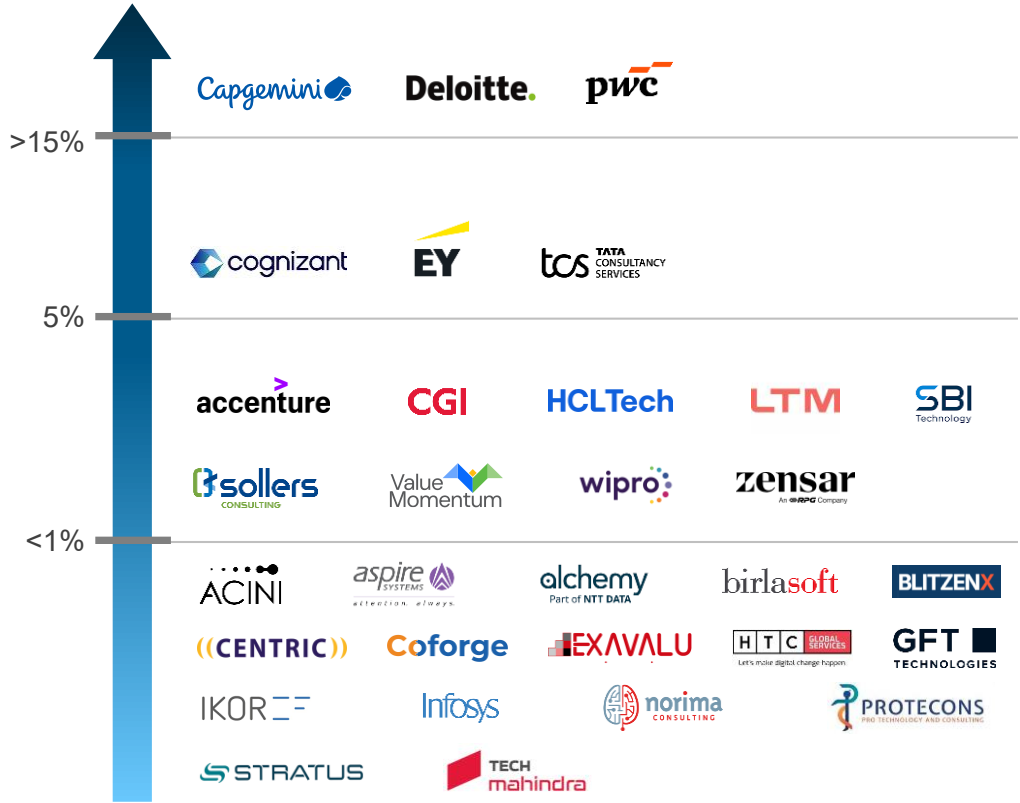 Capgemini
Deloitte.
pwc
>15%
cognizant
EY
tcs TATA CONSULTANCY SERVICES
5%
accenture
CGI
HCLTech
LTM
SBI Technology
sollers CONSULTING
Value Momentum
wipro
zensar
An RPG Company
<1%
ACINI
aspire SYSTEMS
attention. always.
alchemy
Part of NTT DATA
birlasoft
BLITZENX
((CENTRIC))
Coforge
EXAVALU
HTC GLOBAL SERVICES
Let's make digital change happen
GFT TECHNOLOGIES
IKOR
Infosys
norima CONSULTING
PROTECONS
PRO TECHNOLOGY AND CONSULTING
STRATUS
TECH mahindra